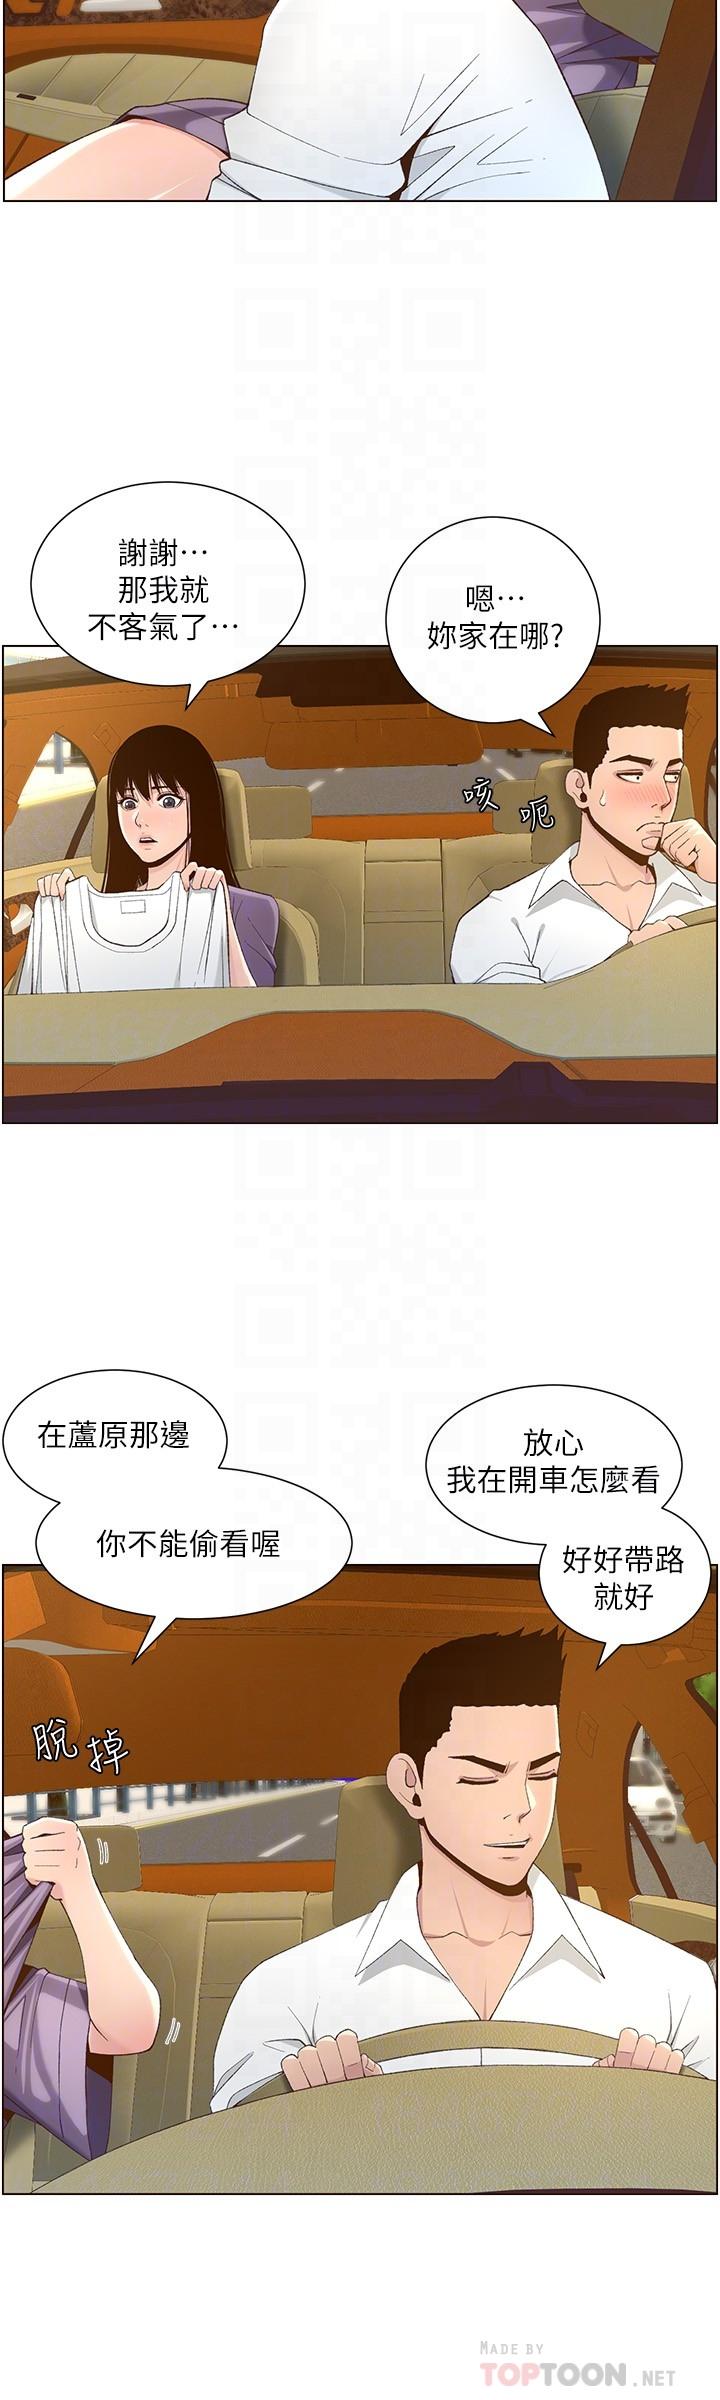 謝謝…
那我就
不客氣了…
嗯…
妳家在哪?
咳 呃
在蘆原那邊
你不能偷看喔
放心
我在開車怎麼看
好好帶路
就好
脫掉
MADE BY
TOPTOON.NET